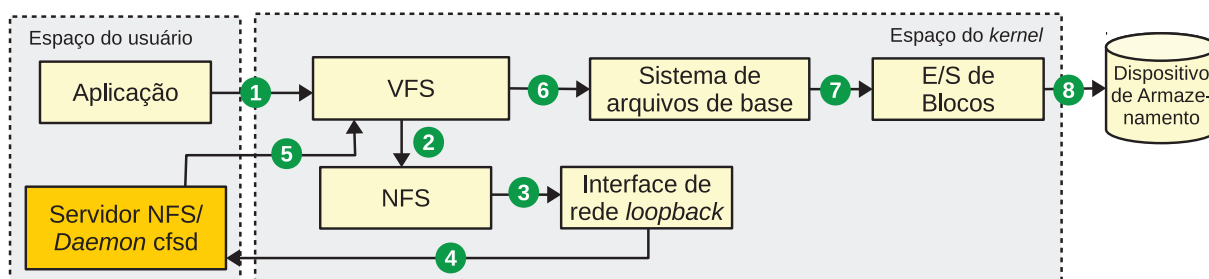 Espaço do usuário
Espaço do kernel
Aplicação
1
VFS
6
Sistema de
arquivos de base
7
E/S de
Blocos
8
Dispositivo
de Armaze-
namento
5
2
NFS
3
Interface de
rede loopback
Servidor NFS/
Daemon cfsd
4